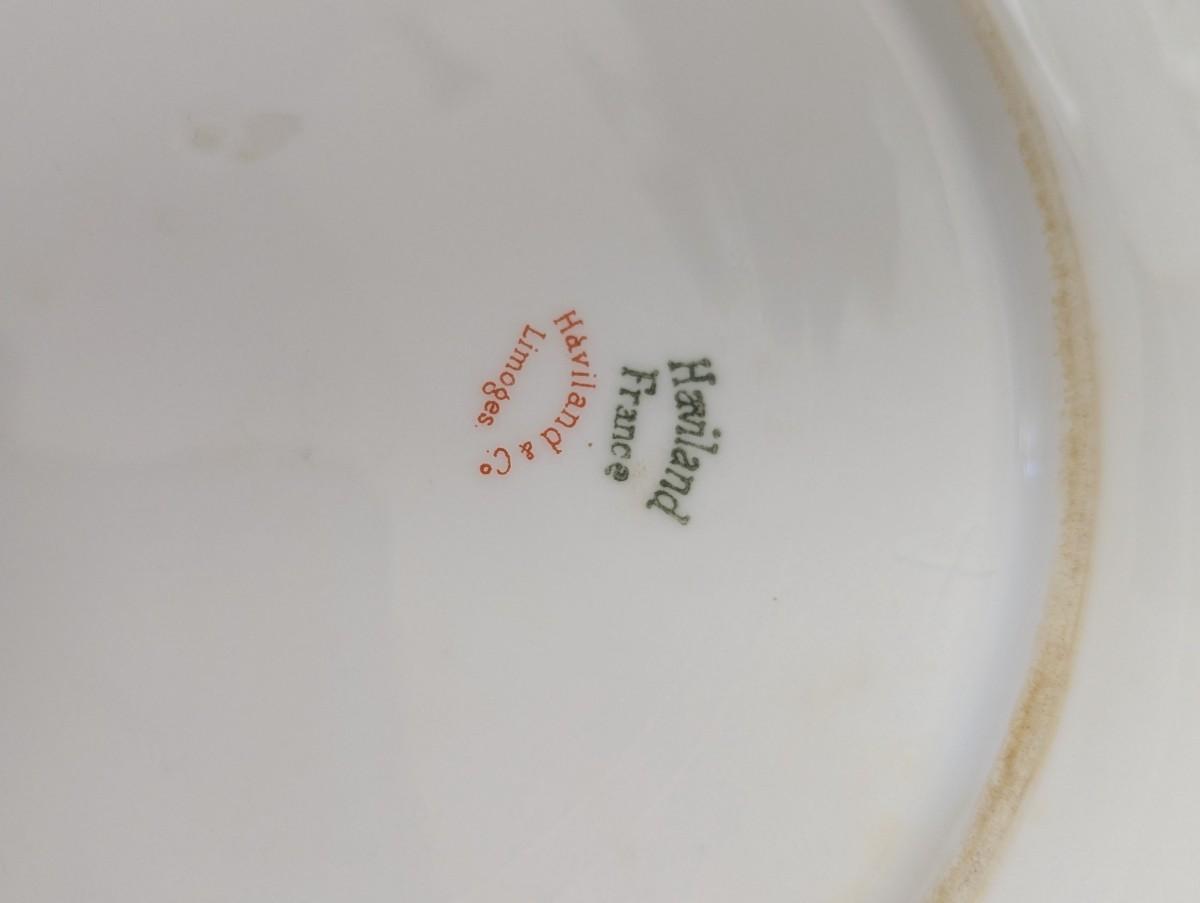 Haviland
France
Haviland & Co
Limoges.